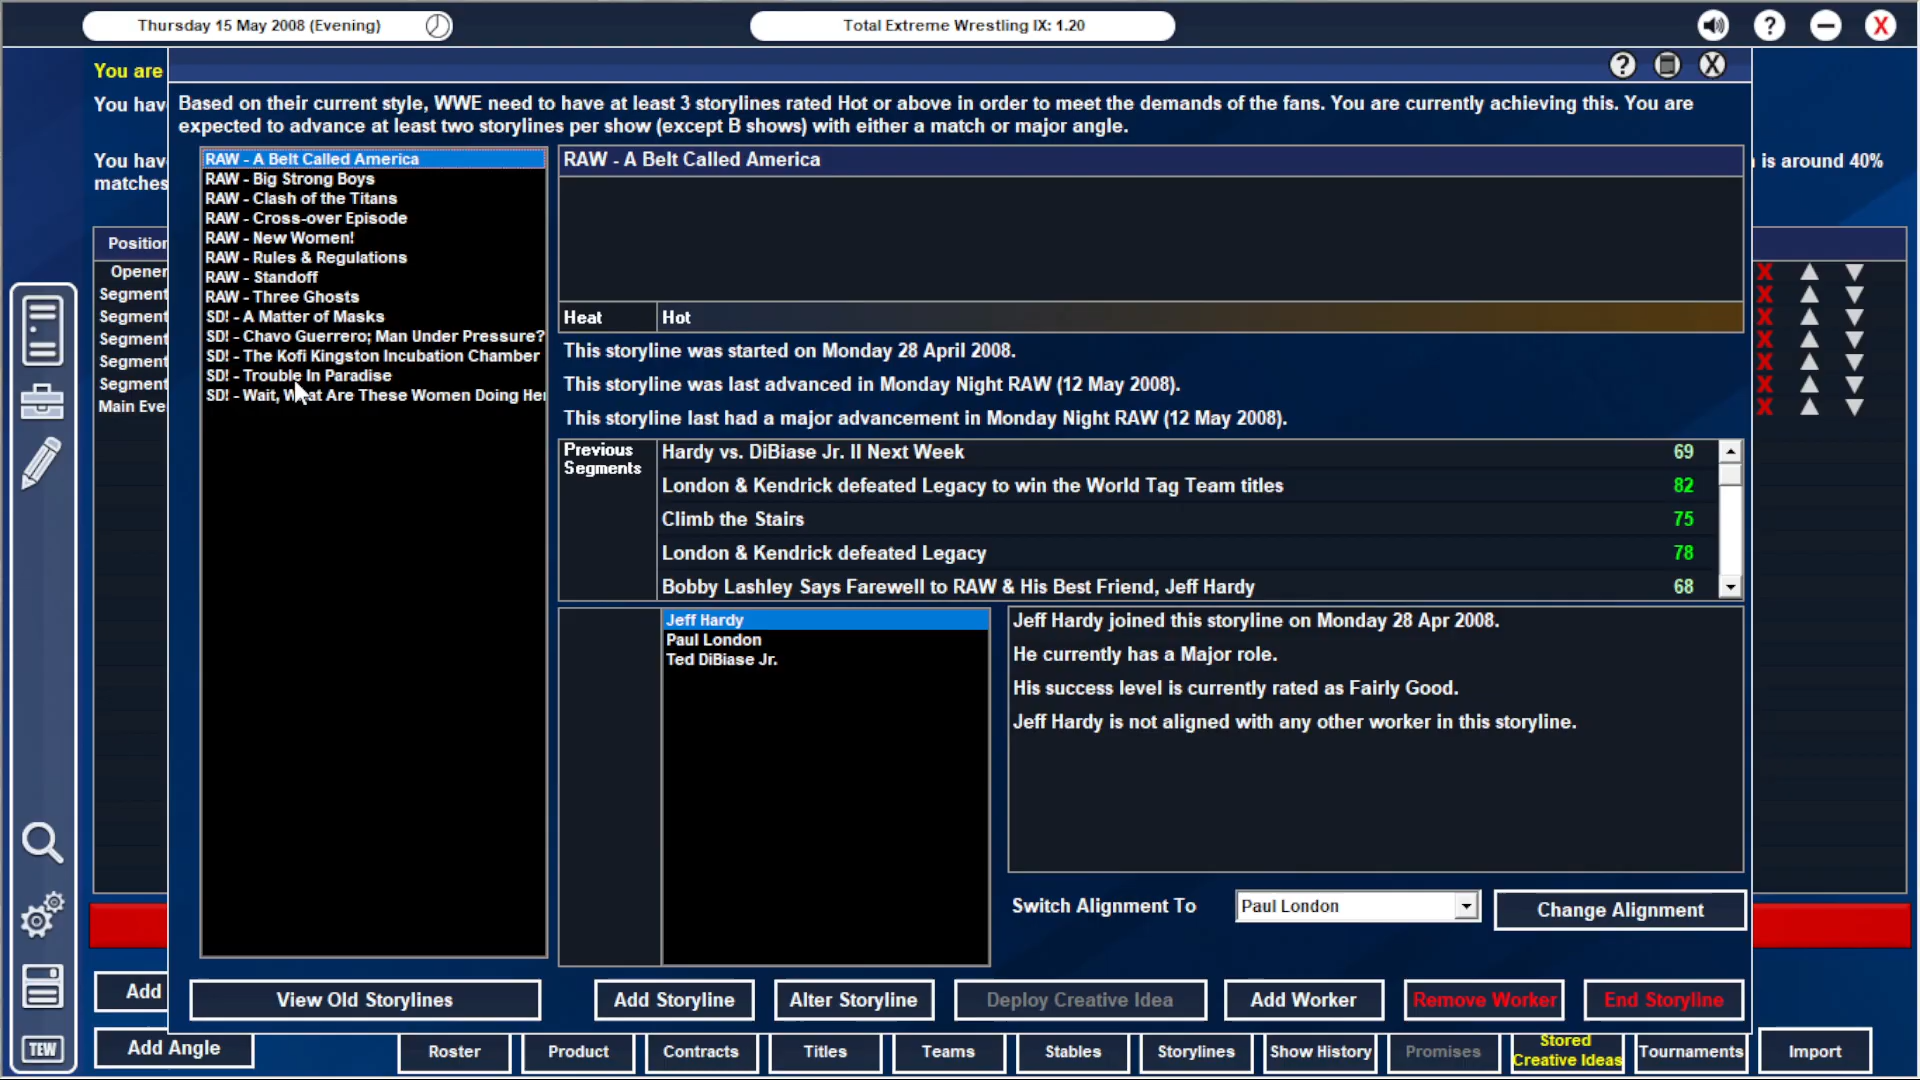 Thursday 15 May 2008 (Evening)
Total Extreme Wrestling IX: 1.20
?
X
You are
? X
You hav
Based on their current style, WWE need to have at least 3 storylines rated Hot or above in order to meet the demands of the fans. You are currently achieving this. You are
expected to advance at least two storylines per show (except B shows) with either a match or major angle.
You hav
is around 40%
matches
RAW - A Belt Called America
RAW - Big Strong Boys
RAW - Clash of the Titans
RAW - Cross-over Episode
RAW - New Women!
RAW - Rules & Regulations
RAW - Standoff
RAW - Three Ghosts
SD! - A Matter of Masks
SD! - Chavo Guerrero; Man Under Pressure?
SD! - The Kofi Kingston Incubation Chamber
SD! - Trouble In Paradise
SD! - Wait, What Are These Women Doing Her
RAW - A Belt Called America
Position
Opener
Segment
Segment
Segment
Segment
Segment
Main Eve
X
X
X
X
X
X
X
Heat
Hot
This storyline was started on Monday 28 April 2008.
This storyline was last advanced in Monday Night RAW (12 May 2008).
This storyline last had a major advancement in Monday Night RAW (12 May 2008).
Previous
Segments
Hardy vs. DiBiase Jr. II Next Week 69
London & Kendrick defeated Legacy to win the World Tag Team titles 82
Climb the Stairs 75
London & Kendrick defeated Legacy 78
Bobby Lashley Says Farewell to RAW & His Best Friend, Jeff Hardy 68
Jeff Hardy
Paul London
Ted DiBiase Jr.
Jeff Hardy joined this storyline on Monday 28 Apr 2008.
He currently has a Major role.
His success level is currently rated as Fairly Good.
Jeff Hardy is not aligned with any other worker in this storyline.
Switch Alignment To
Paul London
Change Alignment
Add
View Old Storylines
Add Storyline
Alter Storyline
Deploy Creative Idea
Add Worker
Remove Worker
End Storyline
TEW
Add Angle
Roster
Product
Contracts
Titles
Teams
Stables
Storylines
Show History
Promises
Stored
Creative Ideas
Tournaments
Import